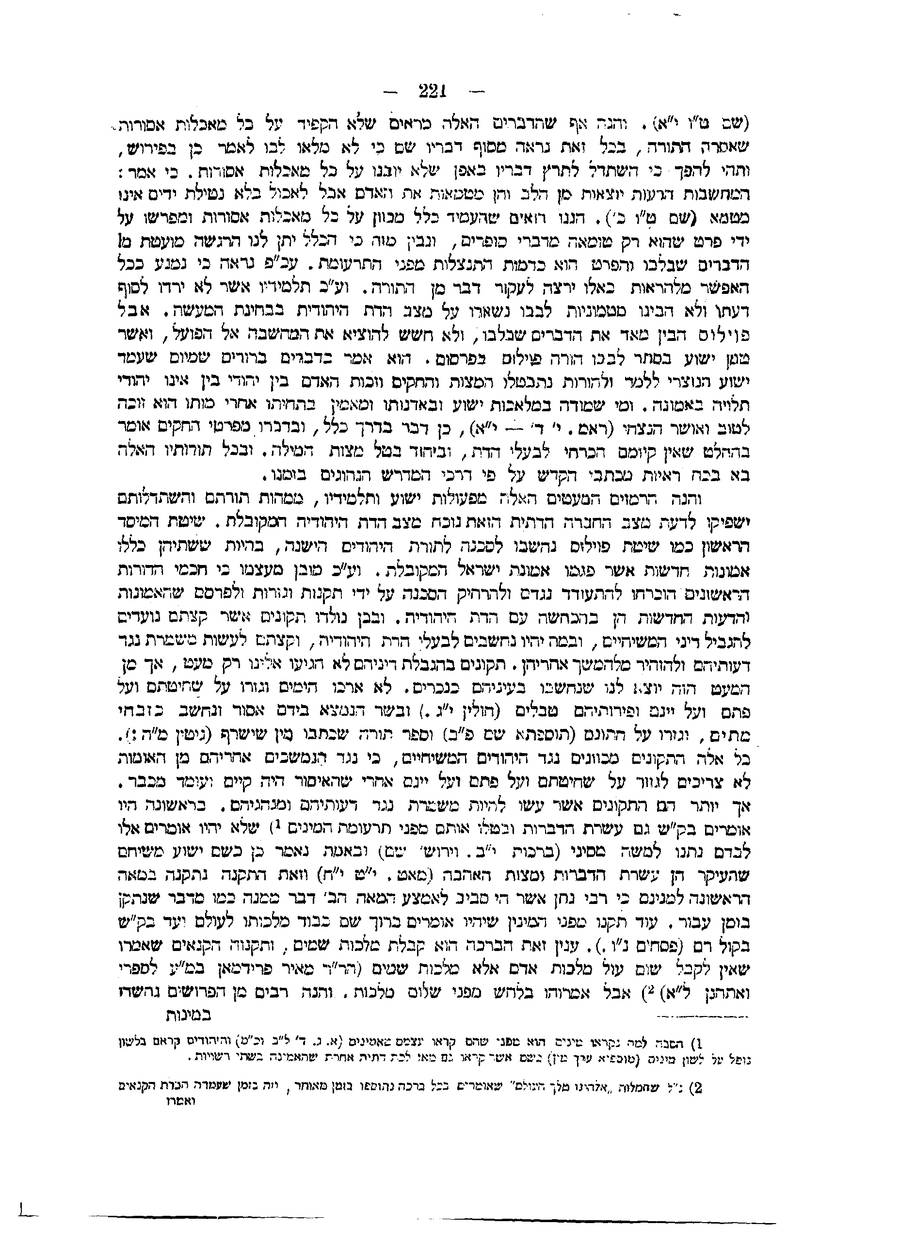 — 221 —
(שם ט"ו י"א). והנה אף שהדברים האלה מראים שלא הקפיד על כל מאכלות אסורות
שאסרה התורה, בכל זאת נראה מסוף דבריו שם כי לא מלאו לבו לאמר כן בפירוש,
ותהי להפך כי השתדל לתרץ דבריו באפן שלא יובנו על כל מאכלות אסורות. כי אמר:
המחשבות הרעות יוצאות מן הלב והן מטמאות את האדם אבל לאכול בלא נטילת ידים אינו
מטמא (שם ט"ו כ'). הננו רואים שהעמיד כלל מכוון על כל מאכלות אסורות ומפרשו על
ידי פרט שהוא רק טומאה מדברי סופרים, ונבין מזה כי הכלל יתן לנו הרגשה מועטת מן
הדברים שבלבו והפרט הוא כדמות התנצלות מפני התרעומת. עכ"פ נראה כי נמנע ככל
האפשר מלהראות כאלו ירצה לעקור דבר מן התורה. וע"כ תלמידיו אשר לא ירדו לסוף
דעתו ולא הבינו מטמוניות לבבו נשארו על מצב הדת היהודית בבחינת המעשה. אבל
פוילוס הבין מאד את הדברים שבלבו, ולא חשש להוציא את המחשבה אל הפועל, ואשר
טמן ישוע בסתר לבבו הורה פוילוס בפרסום. הוא אמר בדברים ברורים שמיום שעמד
ישוע הנוצרי ללמד ולהורות נתבטלו המצות והחקים וזכות האדם בין יהודי בין אינו יהודי
תלויה באמונה. ומי שמודה במלאכות ישוע ובאדנותו ומאמין בתחיתו אחרי מותו הוא זוכה
לטוב ואושר הנצחי (ראם. י' ד' — י"א), כן דבר בדרך כלל, ובדברו מפרטי החקים אומר
בהחלט שאין קיומם הכרחי לבעלי הדת, וביחוד בטל מצות המילה. ובכל תורותיו האלה
בא בכח ראיות מכתבי הקדש על פי דרכי המדרש הנהוגים בזמנו.
והנה הרמזים המעטים האלה מפעולות ישוע ותלמידיו, ממהות תורתם והשתדלותם
יספיקו לדעת מצב החברה הדתית הזאת נוכח מצב הדת היהודיה המקובלת. שיטת המיסד
הראשון כמו שיטת פוילוס נחשבו לסכנה לתורת היהודים הישנה, בהיות ששתיהן כללו
אמונות חדשות אשר פגמו אמונת ישראל המקובלת. וע"כ מובן מעצמו כי חכמי הדורות
הראשונים הוכרחו להתעודד נגדם ולהרחיק הסכנה על ידי תקנות וגזרות ולפרסם שהאמונות
והדעות החדשות הן בהכחשה עם הדת היהודיה. ובכן נולדו תקונים אשר קצתם נועדים
להגביל דיני המשיחיים, ובמה יהיו נחשבים לבעלי הדת היהודיה, וקצתם לעשות משמרת נגד
דעותיהם ולהזהיר מלהמשך אחריהן. תקונים בהגבלת דיניהם לא הגיעו אלינו רק מעט, אך מן
המעט הזה יוצא לנו שנחשבו בעיניהם כנכרים. לא ארכו הימים וגזרו על שחיטתם ועל
פתם ועל יינם ופירותיהם טבלים (חולין י"ג.) ובשר הנמצא בידם אסור ונחשב כזבחי
מתים, וגזרו על חתונם (תוספתא שם פ"ב) וספר תורה שכתבו מין שישרף (גיטין מ"ה:).
כל אלה התקונים מכוונים נגד היהודים המשיחיים, כי נגד הנמשכים אחריהם מן האומות
לא צריכים לגזור על שחיטתם ועל פתם ועל יינם אחרי שהאיסור היה קיים ועומד מכבר.
אך יותר הם התקונים אשר עשו להיות משמרת נגד דעותיהם ומנהגיהם. בראשונה היו
אומרים בק"ש גם עשרת הדברות ובטלו אותם מפני תרעומת המינים 1) שלא יהיו אומרים אלו
לבדם נתנו למשה מסיני (ברכות י"ב. וירוש' שם) ובאמת נאמר כן בשם ישוע משיחם
שהעיקר הן עשרת הדברות ומצות האהבה (מאט. י"ט י"ח) וזאת התקנה נתקנה במאה
הראשונה למנינם כי רבי נתן אשר חי סביב לאמצע המאה הב' דבר ממנה כמו מדבר שנתקן
בזמן עבור. עוד תקנו מפני המינין שיהיו אומרים ברוך שם כבוד מלכותו לעולם ועד בק"ש
בקול רם (פסחים נ"ו.). ענין זאת הברכה הוא קבלת מלכות שמים, ותקנוה הקנאים שאמרו
שאין לקבל שום עול מלכות אדם אלא מלכות שמים (הר"ר מאיר פרידמאן במ"ע לספרי
ואתחנן ל"א) 2) אבל אמרוהו בלחש מפני שלום מלכות. והנה רבים מן הפרושים נחשדו
במינות
1) הסבה למה נקראו מינים הוא מפני שהם קראו עצמם מאמינים (א. ג. ד' ל"ב וכ"מ) והיהודים קראם בלשון
נופל על לשון מינים (מוספיא ערך מין) בשם אשר קראו גם מאז לכת דתית אחרת שהאמינה בשתי רשויות.
2) נ"ל שהמלות „אלהינו מלך העולם" שאומרים בכל ברכה נהוספו בזמן מאוחר, וזה בזמן שעמדה חברת הקנאים
ואמרו